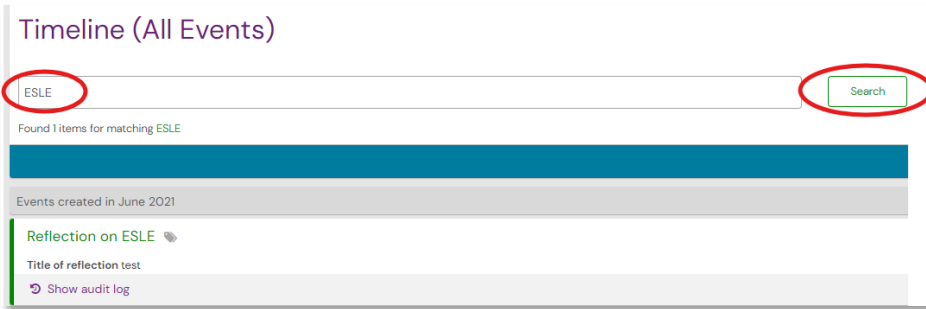 Timeline (All Events)
ESLE
Search
Found 1 items for matching ESLE
Events created in June 2021
Reflection on ESLE
Title of reflection test
Show audit log